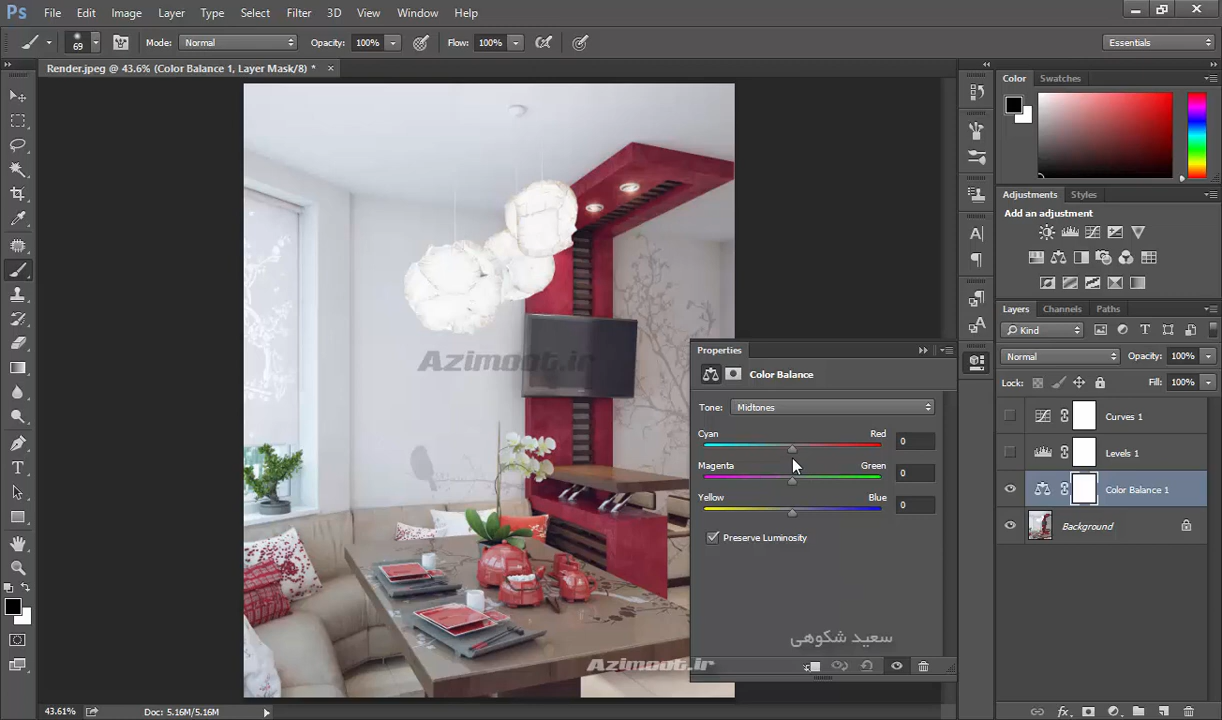 Ps File Edit Image Layer Type Select Filter 3D View Window Help
69 Mode: Normal Opacity: 100% Flow: 100% Essentials
Render.jpeg @ 43.6% (Color Balance 1, Layer Mask/8) * ×
Color Swatches
Adjustments Styles
Add an adjustment
Layers Channels Paths
Kind
Normal Opacity: 100%
Lock: Fill: 100%
Curves 1
Levels 1
Color Balance 1
Background
Azimoot.ir
Properties
Color Balance
Tone: Midtones
Cyan Red 0
Magenta Green 0
Yellow Blue 0
Preserve Luminosity
سعید شکوهی
Azimoot.ir
43.61% Doc: 5.16M/5.16M